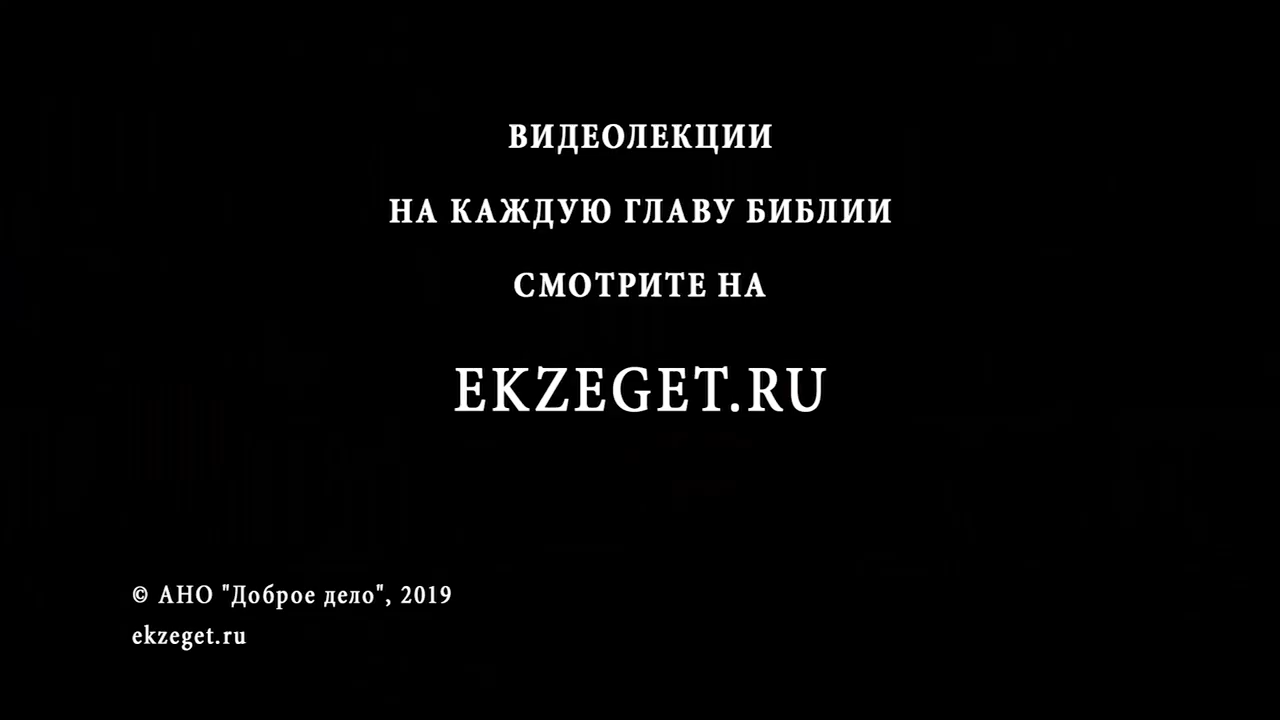 ВИДЕОЛЕКЦИИ
НА КАЖДУЮ ГЛАВУ БИБЛИИ
СМОТРИТЕ НА
EKZEGET.RU
© АНО "Доброе дело", 2019
ekzeget.ru